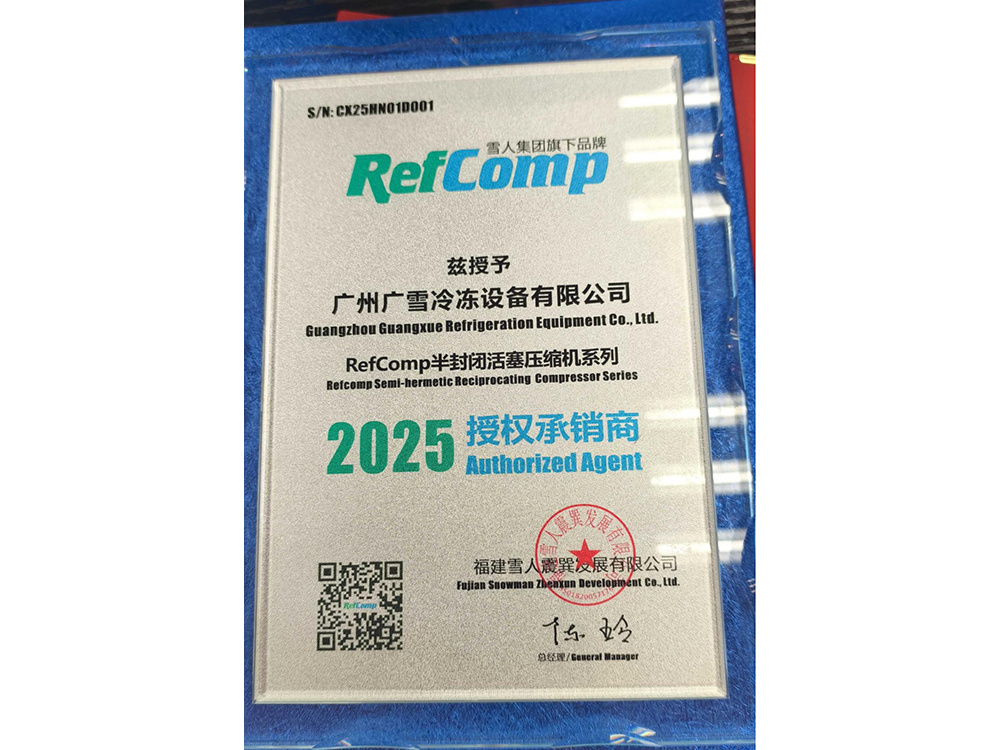 S/N: CX25HN01D001
雪人集团旗下品牌
RefComp
兹授予
广州广雪冷冻设备有限公司
Guangzhou Guangxue Refrigeration Equipment Co., Ltd.
RefComp半封闭活塞压缩机系列
Refcomp Semi-hermetic Reciprocating Compressor Series
2025 授权承销商
Authorized Agent
福建雪人震巽发展有限公司
Fujian Snowman Zhenxun Development Co., Ltd.
RefComp
总经理/General Manager